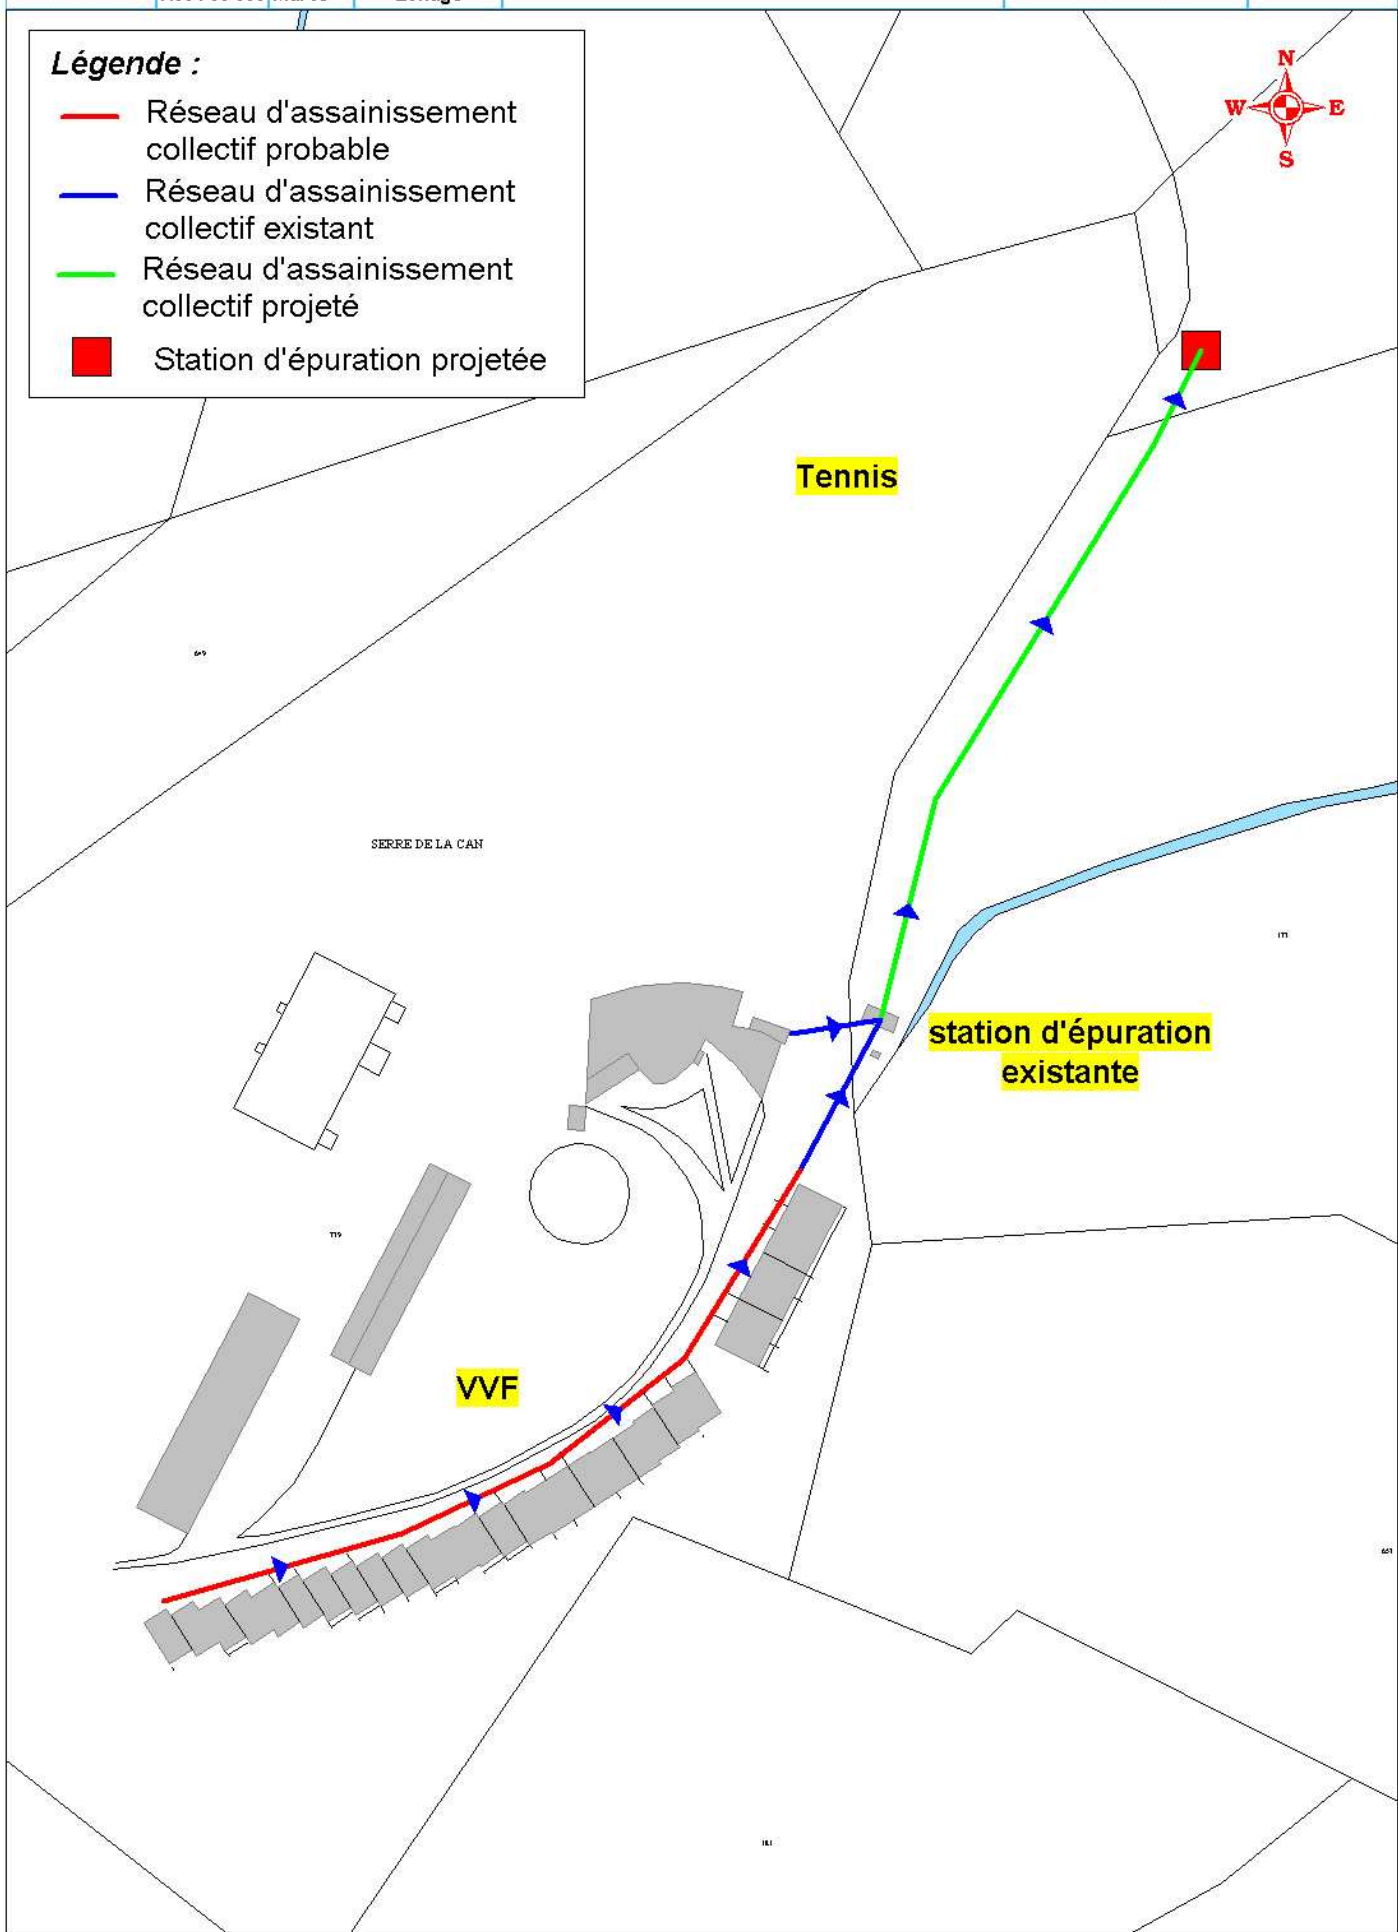 Légende :
Réseau d'assainissement
collectif probable
Réseau d'assainissement
collectif existant
Réseau d'assainissement
collectif projeté
Station d'épuration projetée
N
W E
S
Tennis
SERRE DE LA CAN
station d'épuration
existante
VVF